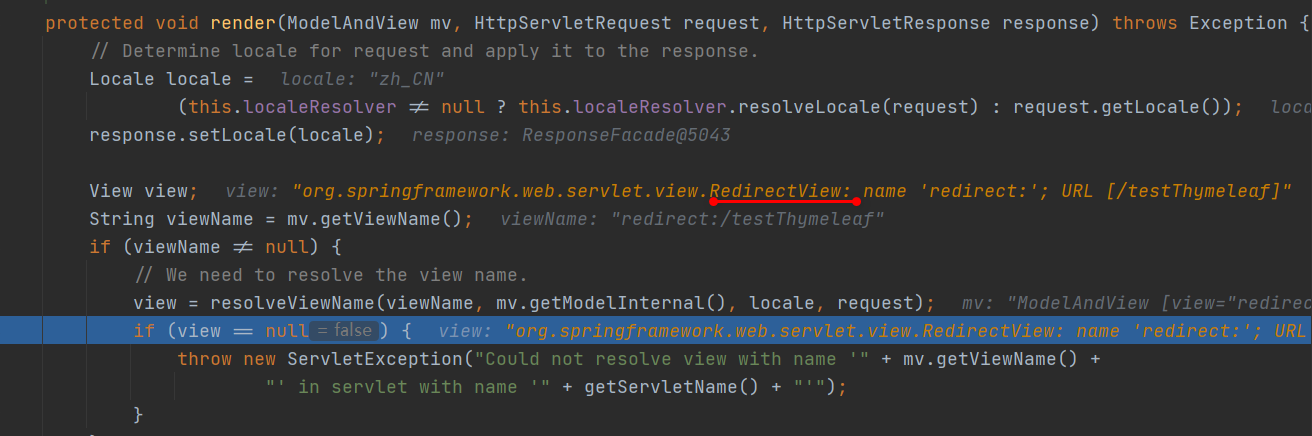 protected void render(ModelAndView mv, HttpServletRequest request, HttpServletResponse response) throws Exception {
// Determine locale for request and apply it to the response.
Locale locale = locale: "zh_CN"
(this.localeResolver ≠ null ? this.localeResolver.resolveLocale(request) : request.getLocale()); loca
response.setLocale(locale); response: ResponseFacade@5043
View view; view: "org.springframework.web.servlet.view.RedirectView: name 'redirect:'; URL [/testThymeleaf]"
String viewName = mv.getViewName(); viewName: "redirect:/testThymeleaf"
if (viewName ≠ null) {
// We need to resolve the view name.
view = resolveViewName(viewName, mv.getModelInternal(), locale, request); mv: "ModelAndView [view="redirec
if (view == null = false ) { view: "org.springframework.web.servlet.view.RedirectView: name 'redirect:'; URL
throw new ServletException("Could not resolve view with name '" + mv.getViewName() +
"' in servlet with name '" + getServletName() + "'");
}